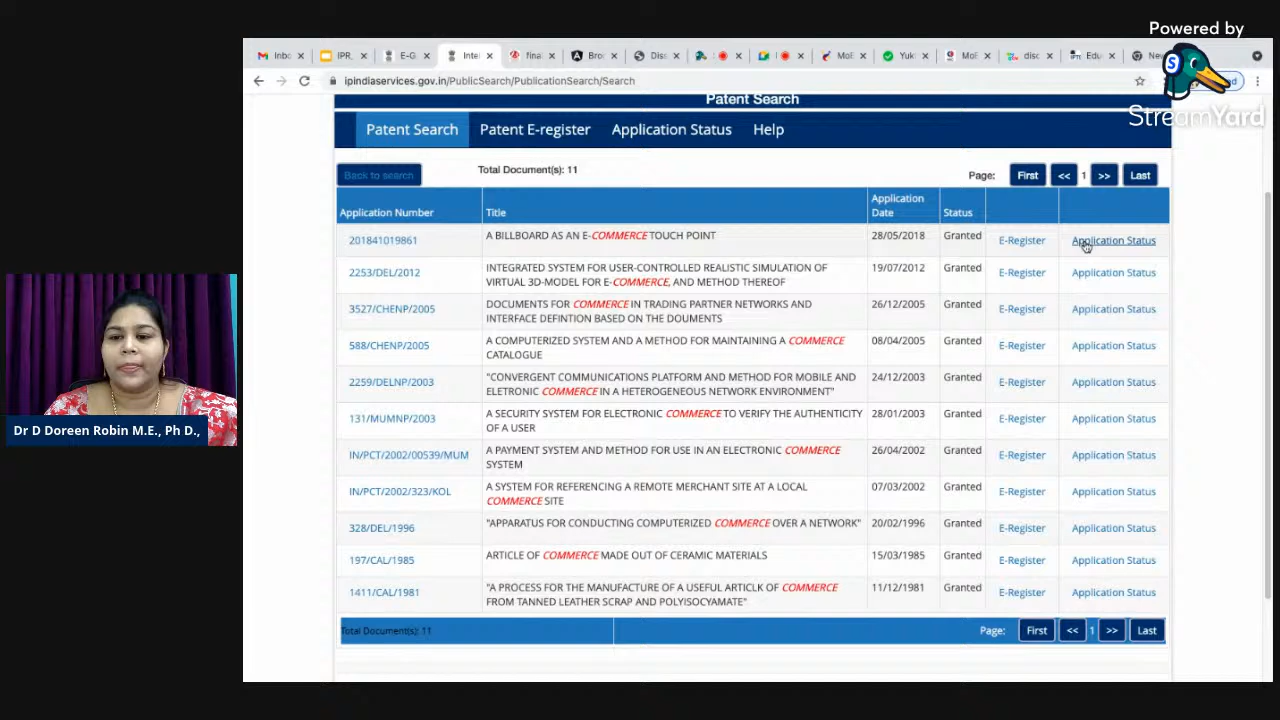 Powered by
StreamYard
Inbo
IPR,
E-G
Intel
fina
Bro
Diss
MoE
Yuk
MoE
disc
Edu
Nev
ipindiaservices.gov.in/PublicSearch/PublicationSearch/Search
Patent Search
Patent Search Patent E-register Application Status Help
Back to search Total Document(s): 11 Page: First << 1 >> Last
Application Number Title Application Date Status
201841019861 A BILLBOARD AS AN E-COMMERCE TOUCH POINT 28/05/2018 Granted E-Register Application Status
2253/DEL/2012 INTEGRATED SYSTEM FOR USER-CONTROLLED REALISTIC SIMULATION OF 19/07/2012 Granted E-Register Application Status
VIRTUAL 3D-MODEL FOR E-COMMERCE, AND METHOD THEREOF
3527/CHENP/2005 DOCUMENTS FOR COMMERCE IN TRADING PARTNER NETWORKS AND 26/12/2005 Granted E-Register Application Status
INTERFACE DEFINTION BASED ON THE DOUMENTS
588/CHENP/2005 A COMPUTERIZED SYSTEM AND A METHOD FOR MAINTAINING A COMMERCE 08/04/2005 Granted E-Register Application Status
CATALOGUE
2259/DELNP/2003 "CONVERGENT COMMUNICATIONS PLATFORM AND METHOD FOR MOBILE AND 24/12/2003 Granted E-Register Application Status
ELETRONIC COMMERCE IN A HETEROGENEOUS NETWORK ENVIRONMENT"
131/MUMNP/2003 A SECURITY SYSTEM FOR ELECTRONIC COMMERCE TO VERIFY THE AUTHENTICITY 28/01/2003 Granted E-Register Application Status
OF A USER
IN/PCT/2002/00539/MUM A PAYMENT SYSTEM AND METHOD FOR USE IN AN ELECTRONIC COMMERCE 26/04/2002 Granted E-Register Application Status
SYSTEM
IN/PCT/2002/323/KOL A SYSTEM FOR REFERENCING A REMOTE MERCHANT SITE AT A LOCAL 07/03/2002 Granted E-Register Application Status
COMMERCE SITE
328/DEL/1996 "APPARATUS FOR CONDUCTING COMPUTERIZED COMMERCE OVER A NETWORK" 20/02/1996 Granted E-Register Application Status
197/CAL/1985 ARTICLE OF COMMERCE MADE OUT OF CERAMIC MATERIALS 15/03/1985 Granted E-Register Application Status
1411/CAL/1981 "A PROCESS FOR THE MANUFACTURE OF A USEFUL ARTICLK OF COMMERCE 11/12/1981 Granted E-Register Application Status
FROM TANNED LEATHER SCRAP AND POLYISOCYAMATE"
Total Document(s): 11 Page: First << 1 >> Last
Dr D Doreen Robin M.E., Ph D.,